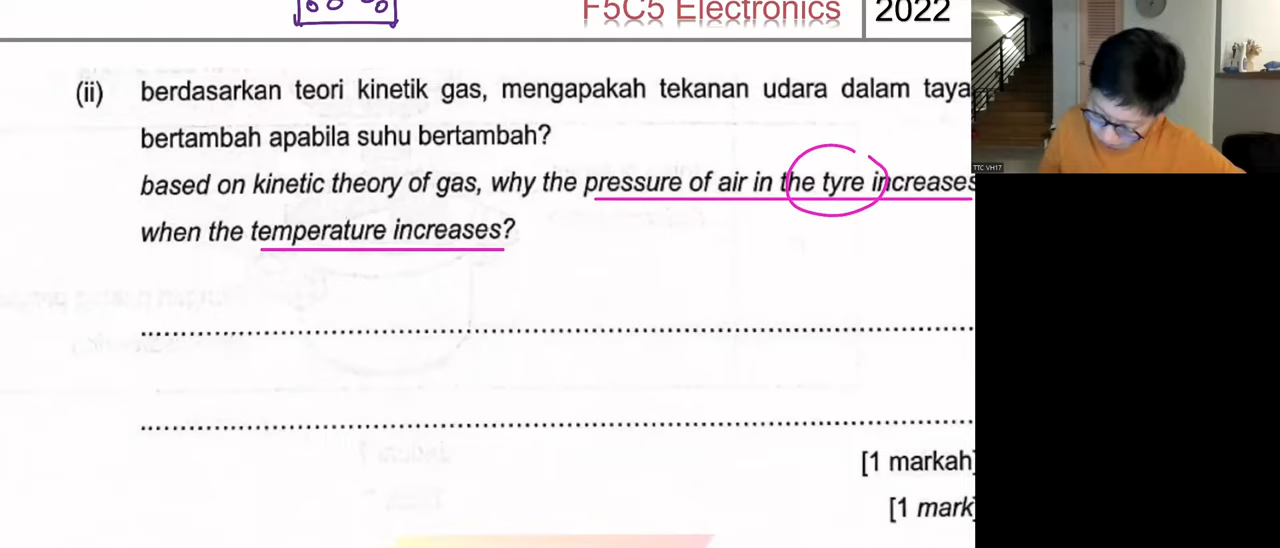 F5C5 Electronics 2022
(ii) berdasarkan teori kinetik gas, mengapakah tekanan udara dalam taya
bertambah apabila suhu bertambah?
based on kinetic theory of gas, why the pressure of air in the tyre increases
when the temperature increases?
[1 markah]
[1 mark]
TTC VH17